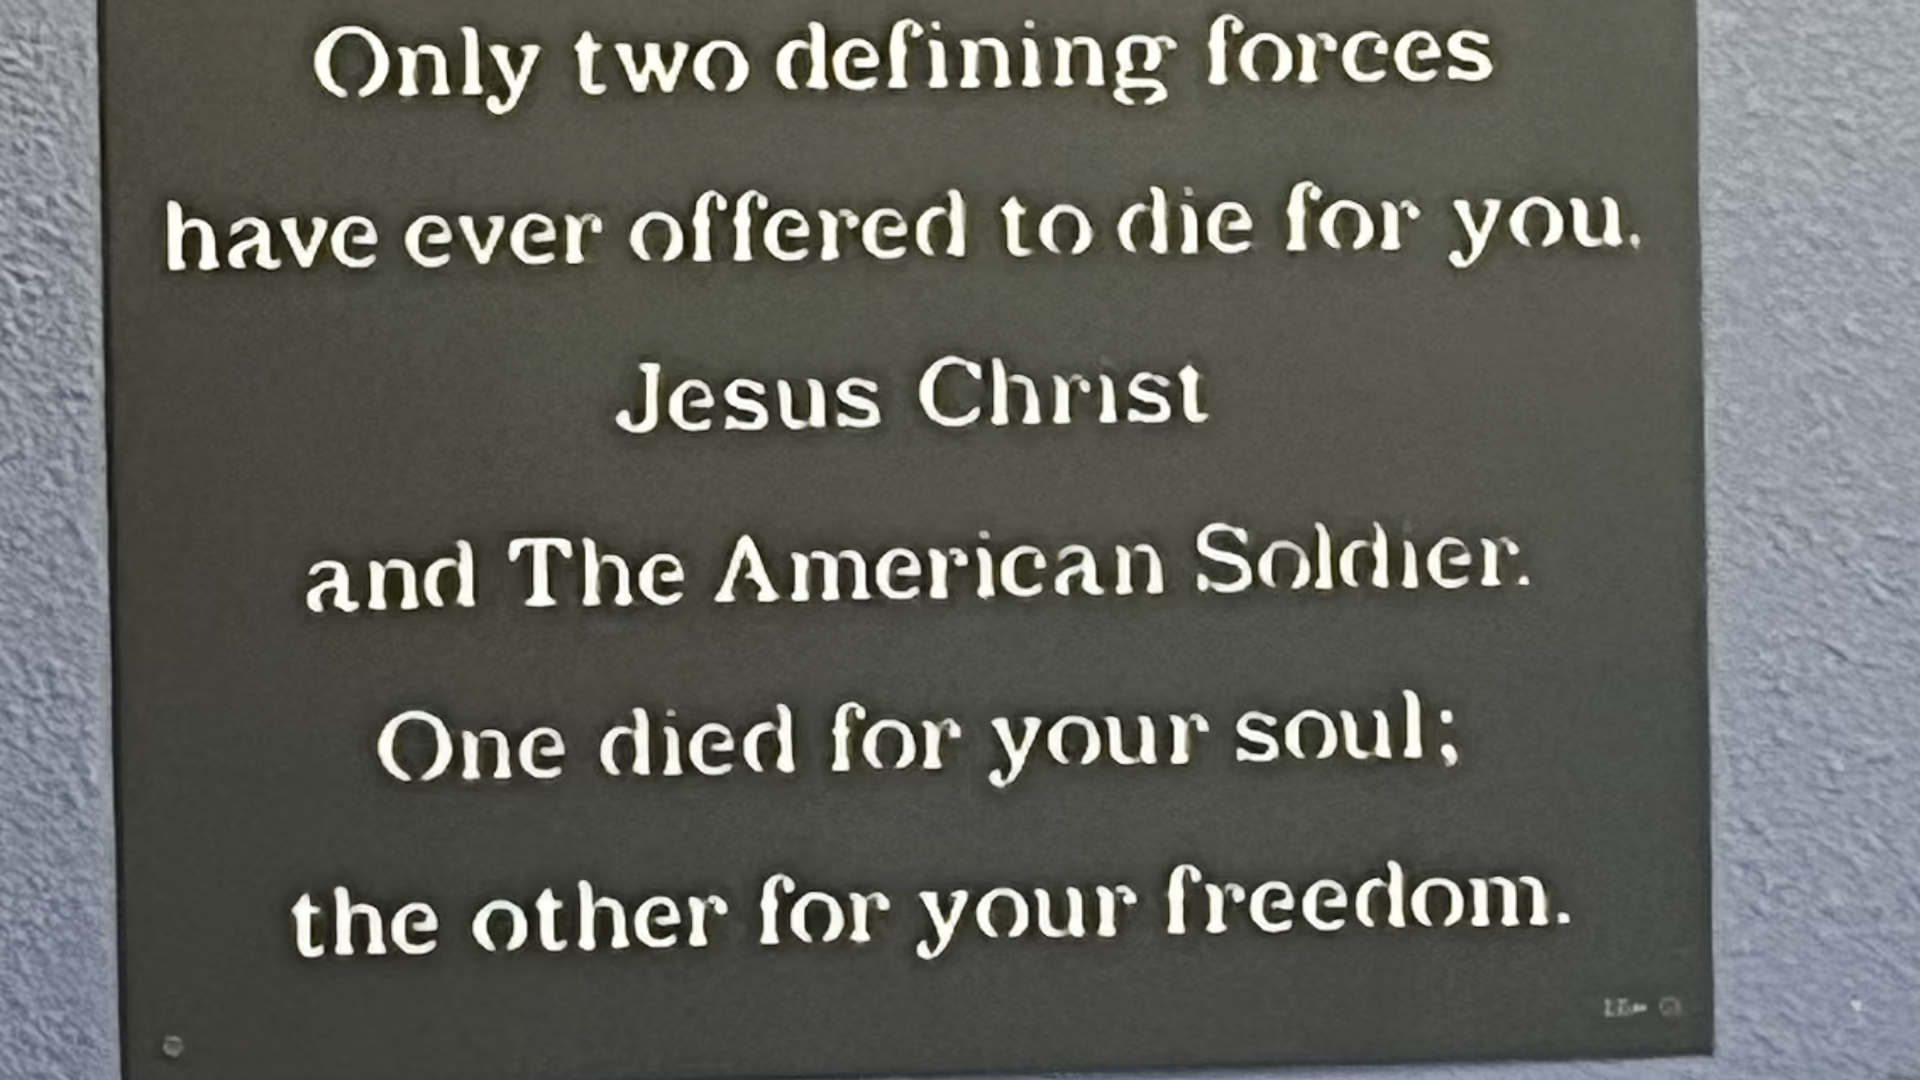 Only two defining forces
have ever offered to die for you.
Jesus Christ
and The American Soldier.
One died for your soul;
the other for your freedom.